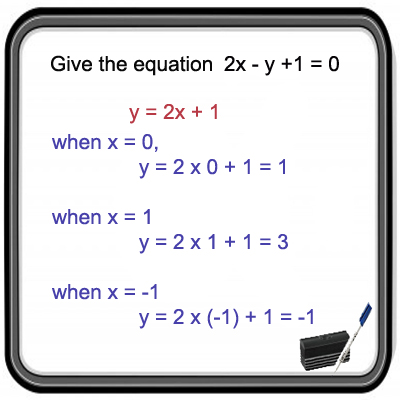 Give the equation 2x - y +1 = 0
y = 2x + 1
when x = 0,
y = 2 x 0 + 1 = 1
when x = 1
y = 2 x 1 + 1 = 3
when x = -1
y = 2 x (-1) + 1 = -1